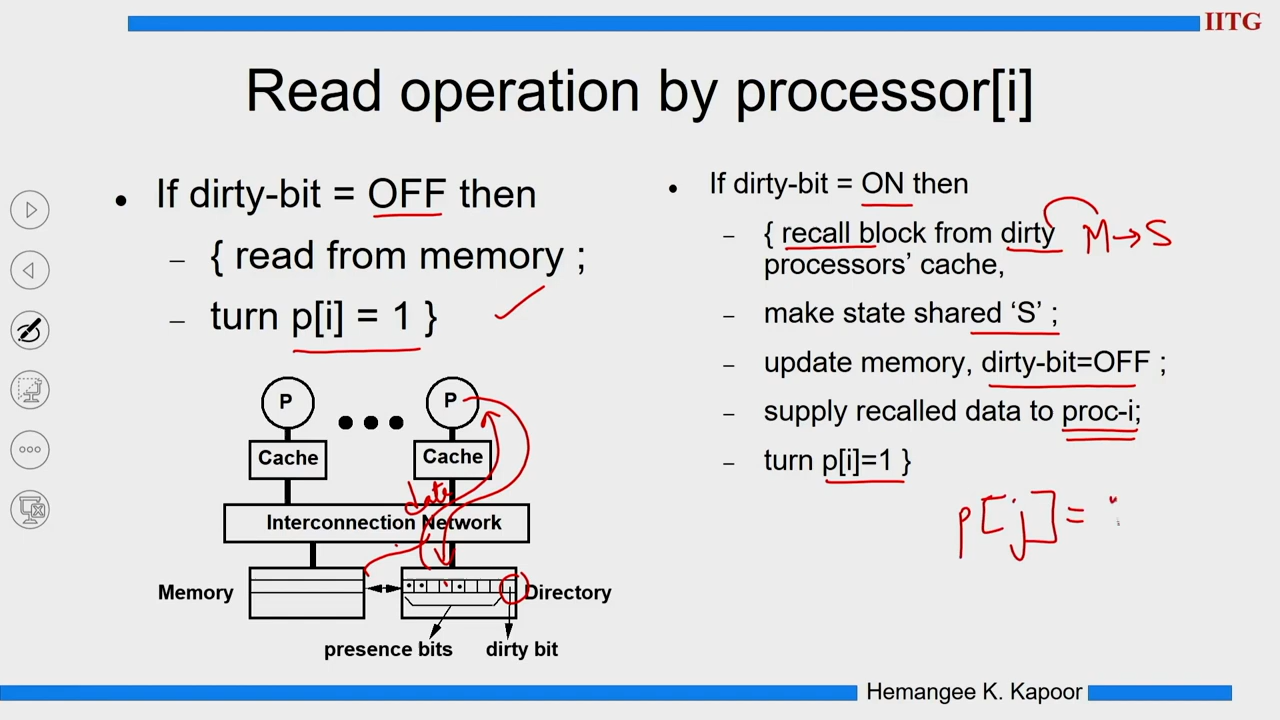 IITG
Read operation by processor[i]
• If dirty-bit = OFF then
– { read from memory ;
– turn p[i] = 1 }
• If dirty-bit = ON then
– { recall block from dirty M→S
processors’ cache,
– make state shared ‘S’ ;
– update memory, dirty-bit=OFF ;
– supply recalled data to proc-i;
– turn p[i]=1 }
p[j]=
P P
Cache Cache
data
Interconnection Network
Memory Directory
presence bits dirty bit
Hemangee K. Kapoor